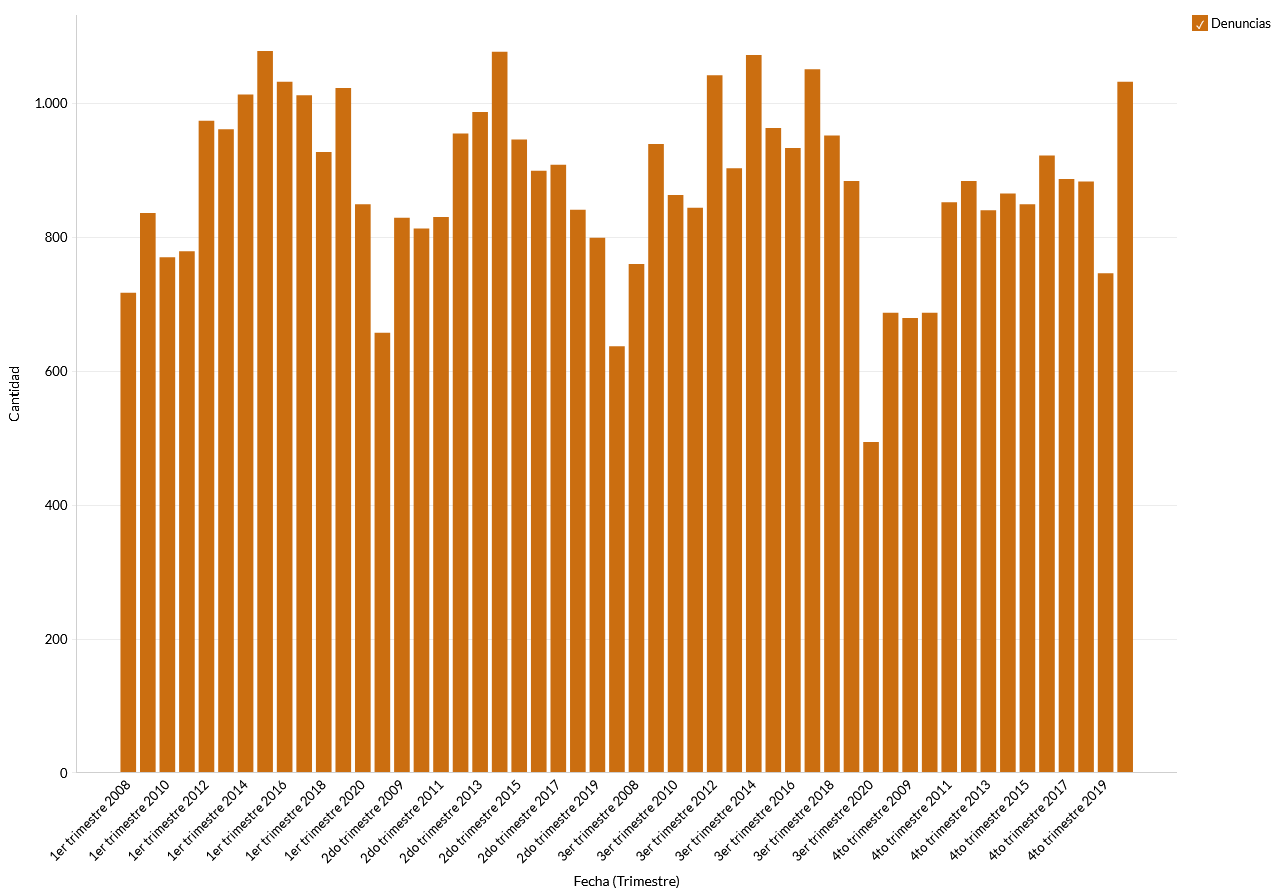 Denuncias
1.000
800
600
400
200
0
Cantidad
1er trimestre 2008
1er trimestre 2010
1er trimestre 2012
1er trimestre 2014
1er trimestre 2016
1er trimestre 2018
1er trimestre 2020
2do trimestre 2009
2do trimestre 2011
2do trimestre 2013
2do trimestre 2015
2do trimestre 2017
2do trimestre 2019
3er trimestre 2008
3er trimestre 2010
3er trimestre 2012
3er trimestre 2014
3er trimestre 2016
3er trimestre 2018
3er trimestre 2020
4to trimestre 2009
4to trimestre 2011
4to trimestre 2013
4to trimestre 2015
4to trimestre 2017
4to trimestre 2019
Fecha (Trimestre)